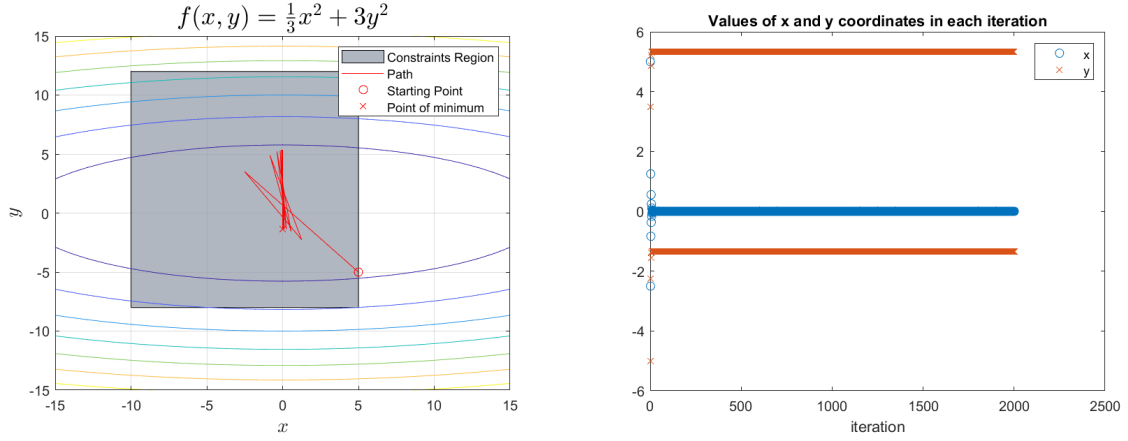 f(x, y) = \frac{1}{3}x^2 + 3y^2
15
10
5
0
-5
-10
-15
y
-15
-10
-5
0
5
10
15
x
Constraints Region
Path
Starting Point
Point of minimum
Values of x and y coordinates in each iteration
6
4
2
0
-2
-4
-6
0
500
1000
1500
2000
2500
iteration
x
y